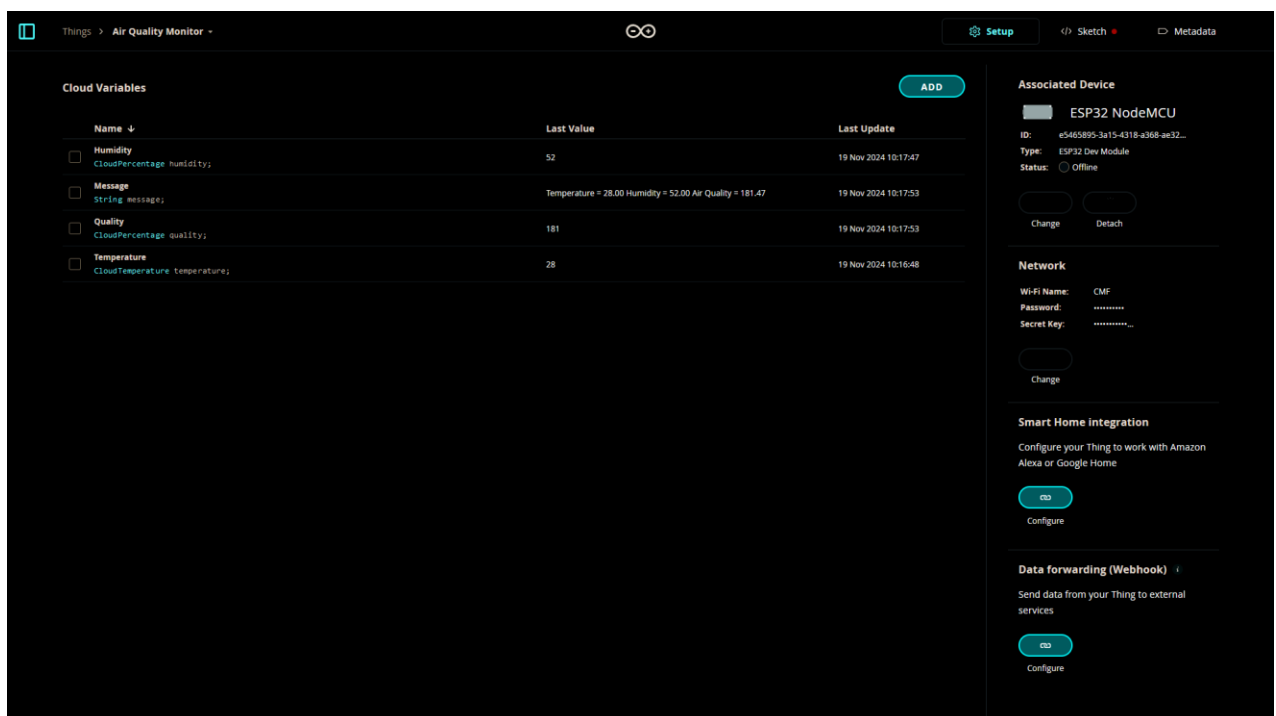 Things > Air Quality Monitor
Setup
</> Sketch
Metadata
Cloud Variables
ADD
Name ↓ Last Value Last Update
Humidity
CloudPercentage humidity;
52
19 Nov 2024 10:17:47
Message
String message;
Temperature = 28.00 Humidity = 52.00 Air Quality = 181.47
19 Nov 2024 10:17:53
Quality
CloudPercentage quality;
181
19 Nov 2024 10:17:53
Temperature
CloudTemperature temperature;
28
19 Nov 2024 10:16:48
Associated Device
ESP32 NodeMCU
ID: e5465895-3a15-4318-a368-ae32...
Type: ESP32 Dev Module
Status: Offline
Change Detach
Network
Wi-Fi Name: CMF
Password: ••••••••••
Secret Key: •••••••••••...
Change
Smart Home integration
Configure your Thing to work with Amazon
Alexa or Google Home
Configure
Data forwarding (Webhook) i
Send data from your Thing to external
services
Configure